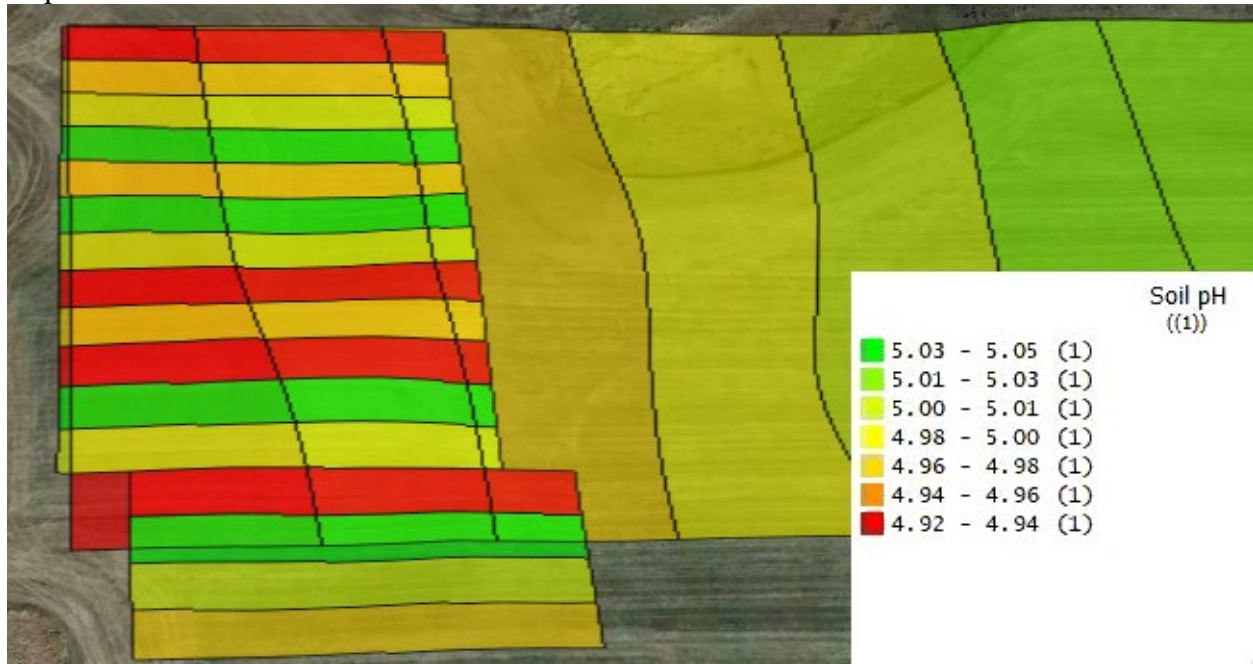 Soil pH
((1))
5.03 - 5.05 (1)
5.01 - 5.03 (1)
5.00 - 5.01 (1)
4.98 - 5.00 (1)
4.96 - 4.98 (1)
4.94 - 4.96 (1)
4.92 - 4.94 (1)